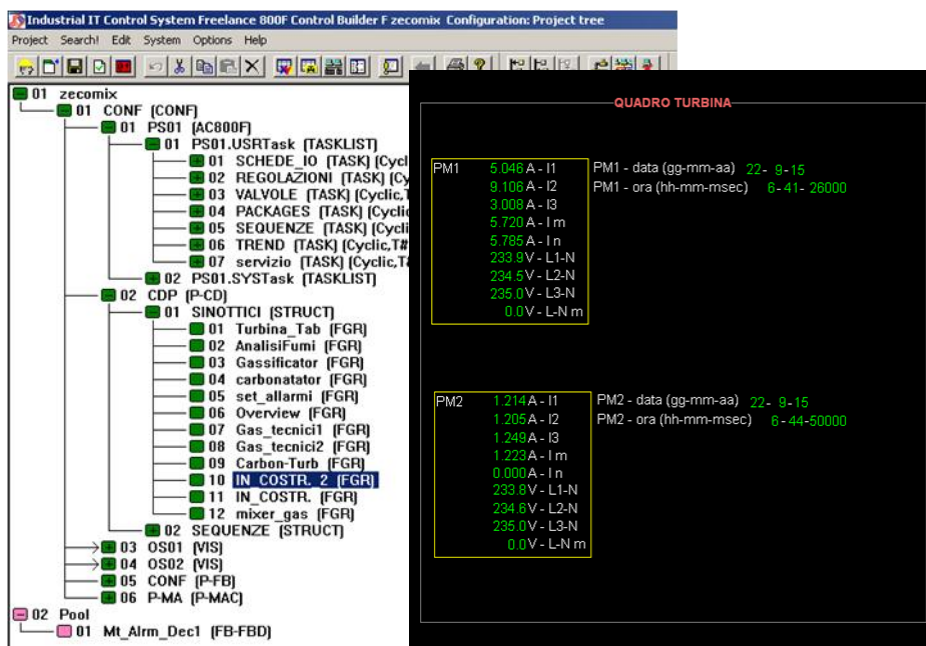 Industrial IT Control System Freelance 800F Control Builder F zecomix Configuration: Project tree
Project Search! Edit System Options Help
01 zecomix
01 CONF (CONF)
01 PS01 (AC800F)
01 PS01.USRTask (TASKLIST)
01 SCHEDE_IO (TASK) (Cycl
02 REGOLAZIONI (TASK) (Cy
03 VALVOLE (TASK) (Cyclic,T
04 PACKAGES (TASK) (Cyclic
05 SEQUENZE (TASK) (Cycli
06 TREND (TASK) (Cyclic,T#
07 servizio (TASK) (Cyclic,T#
02 PS01.SYSTask (TASKLIST)
02 CDP (P-CD)
01 SINOTTICI (STRUCT)
01 Turbina_Tab (FGR)
02 AnalisiFumi (FGR)
03 Gassificator (FGR)
04 carbonatator (FGR)
05 set_allarmi (FGR)
06 Overview (FGR)
07 Gas_tecnici1 (FGR)
08 Gas_tecnici2 (FGR)
09 Carbon-Turb (FGR)
10 IN_COSTR._2 (FGR)
11 IN_COSTR. (FGR)
12 mixer_gas (FGR)
02 SEQUENZE (STRUCT)
03 OS01 (VIS)
04 OS02 (VIS)
05 CONF (P-FB)
06 P-MA (P-MAC)
02 Pool
01 Mt_Alrm_Dec1 (FB-FBD)
QUADRO TURBINA
PM1 5.046 A - I1 PM1 - data (gg-mm-aa) 22- 9-15
9.106 A - I2 PM1 - ora (hh-mm-msec) 6-41- 26000
3.008 A - I3
5.720 A - I m
5.785 A - I n
233.9 V - L1-N
234.5 V - L2-N
235.0 V - L3-N
0.0 V - L-N m
PM2 1.214 A - I1 PM2 - data (gg-mm-aa) 22- 9-15
1.205 A - I2 PM2 - ora (hh-mm-msec) 6-44-50000
1.249 A - I3
1.223 A - I m
0.000 A - I n
233.8 V - L1-N
234.6 V - L2-N
235.0 V - L3-N
0.0 V - L-N m